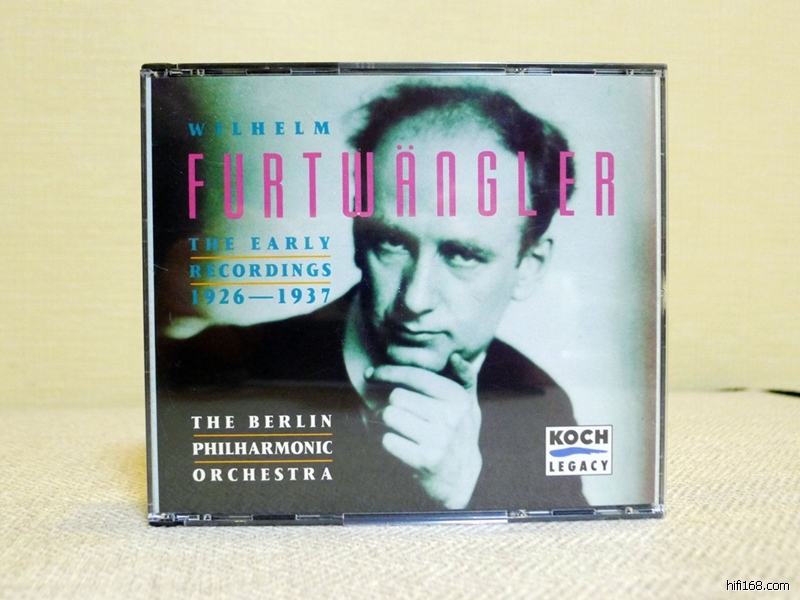 WILHELM
FURTWÄNGLER
THE EARLY
RECORDINGS
1926—1937
THE BERLIN
PHILHARMONIC
ORCHESTRA
KOCH
LEGACY
hifi168.com